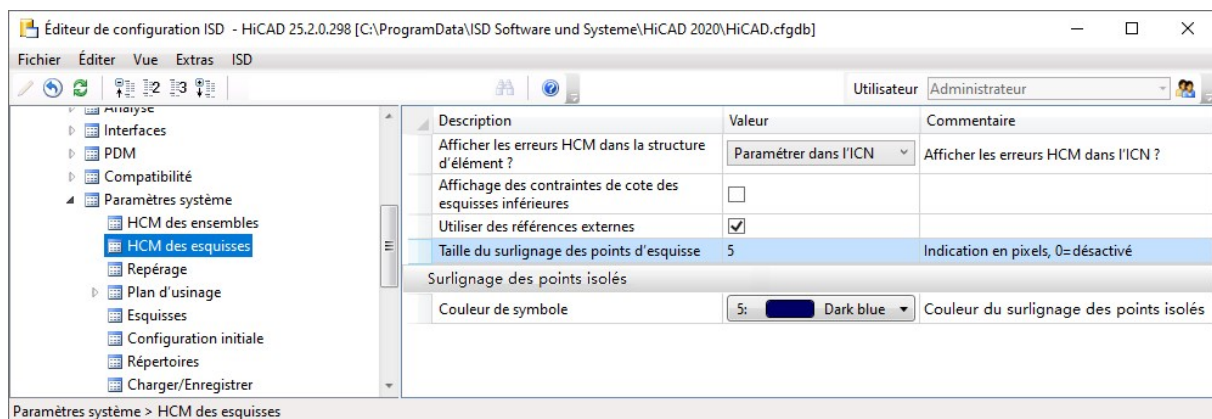 Éditeur de configuration ISD - HiCAD 25.2.0.298 [C:\ProgramData\ISD Software und Systeme\HiCAD 2020\HiCAD.cfgdb]
Fichier Éditer Vue Extras ISD
Utilisateur Administrateur
Analyse
Interfaces
PDM
Compatibilité
Paramètres système
HCM des ensembles
HCM des esquisses
Repérage
Plan d'usinage
Esquisses
Configuration initiale
Répertoires
Charger/Enregistrer
Description Valeur Commentaire
Afficher les erreurs HCM dans la structure
d'élément ? Paramétrer dans l'ICN Afficher les erreurs HCM dans l'ICN ?
Affichage des contraintes de cote des
esquisses inférieures
Utiliser des références externes
Taille du surlignage des points d'esquisse 5 Indication en pixels, 0=désactivé
Surlignage des points isolés
Couleur de symbole 5: Dark blue Couleur du surlignage des points isolés
Paramètres système > HCM des esquisses